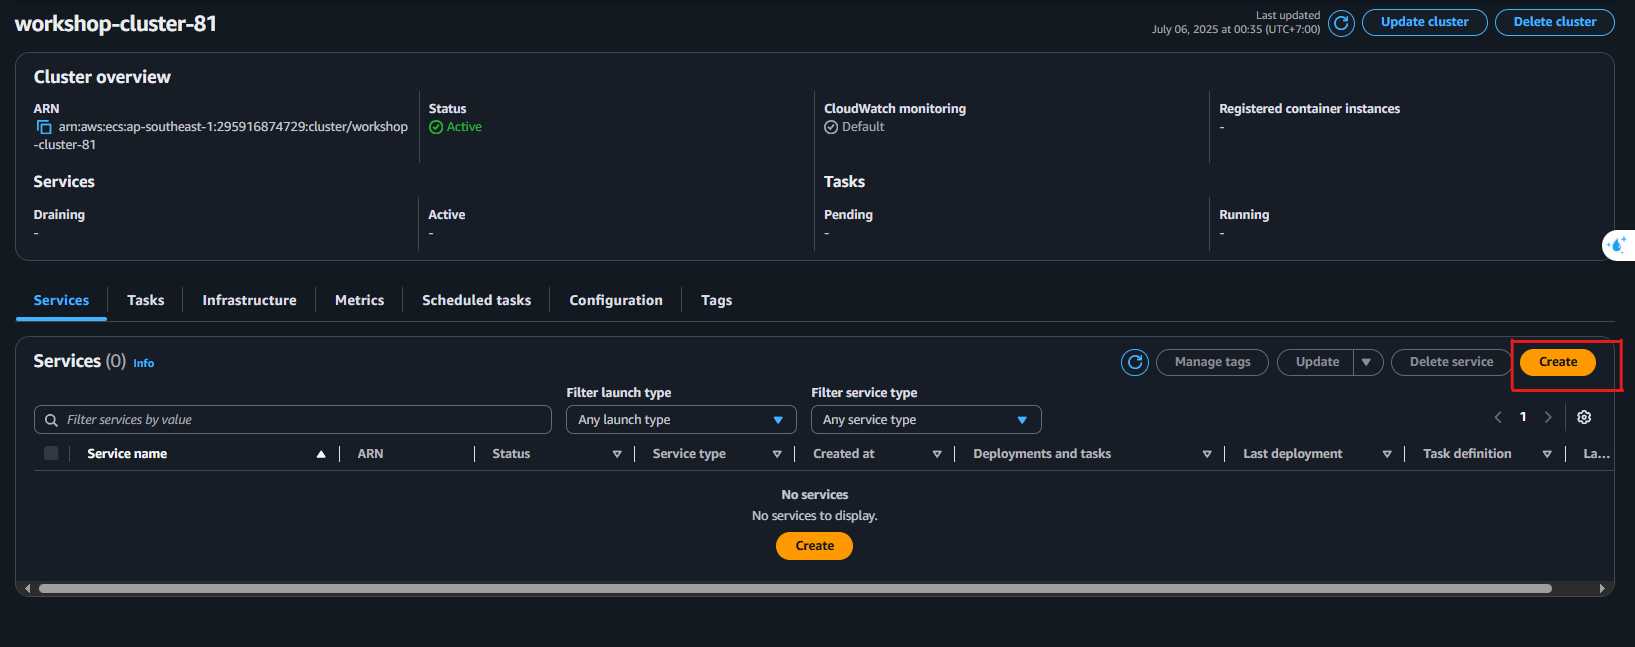 workshop-cluster-81
Last updated
July 06, 2025 at 00:35 (UTC+7:00)
Update cluster
Delete cluster
Cluster overview
ARN
arn:aws:ecs:ap-southeast-1:295916874729:cluster/workshop
-cluster-81
Status
Active
CloudWatch monitoring
Default
Registered container instances
-
Services
Tasks
Draining
-
Active
-
Pending
-
Running
-
Services
Tasks
Infrastructure
Metrics
Scheduled tasks
Configuration
Tags
Services (0) Info
Manage tags
Update
Delete service
Create
Filter launch type
Filter service type
Filter services by value
Any launch type
Any service type
1
Service name
ARN
Status
Service type
Created at
Deployments and tasks
Last deployment
Task definition
La...
No services
No services to display.
Create